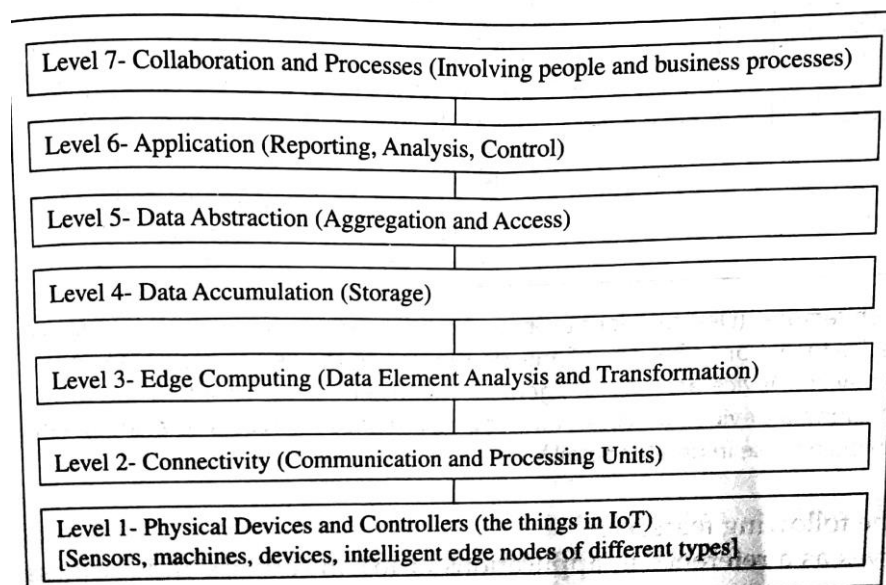 Level 7- Collaboration and Processes (Involving people and business processes)
Level 6- Application (Reporting, Analysis, Control)
Level 5- Data Abstraction (Aggregation and Access)
Level 4- Data Accumulation (Storage)
Level 3- Edge Computing (Data Element Analysis and Transformation)
Level 2- Connectivity (Communication and Processing Units)
Level 1- Physical Devices and Controllers (the things in IoT)
[Sensors, machines, devices, intelligent edge nodes of different types]